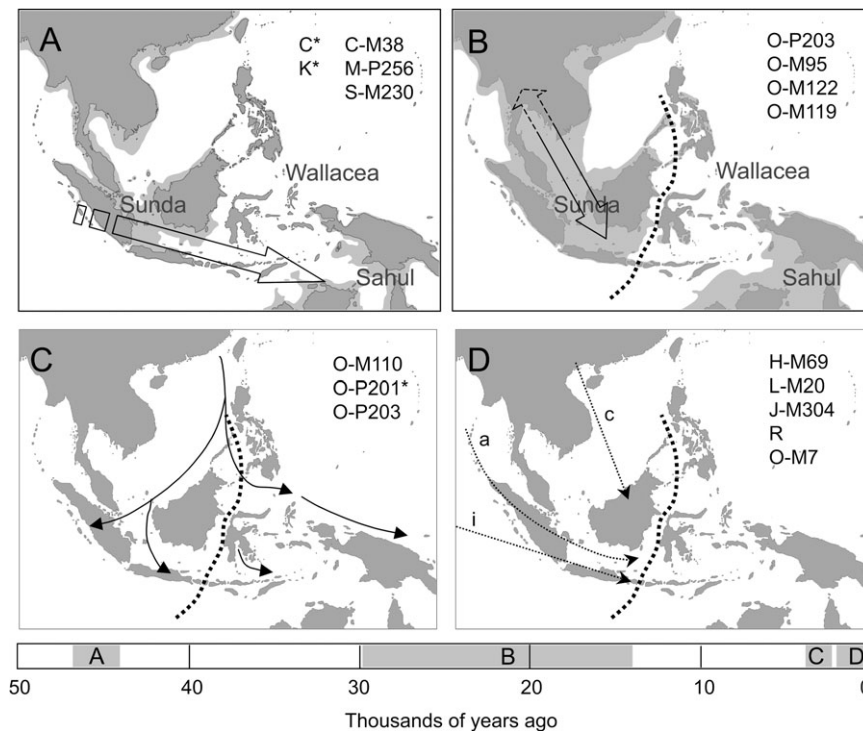 A
C* C-M38
K* M-P256
S-M230
Wallacea
Sunda
Sahul
B
O-P203
O-M95
O-M122
O-M119
Wallacea
Sunda
Sahul
C
O-M110
O-P201*
O-P203
D
H-M69
L-M20
J-M304
R
O-M7
c
a
i
A B C D
50 40 30 20 10 0
Thousands of years ago